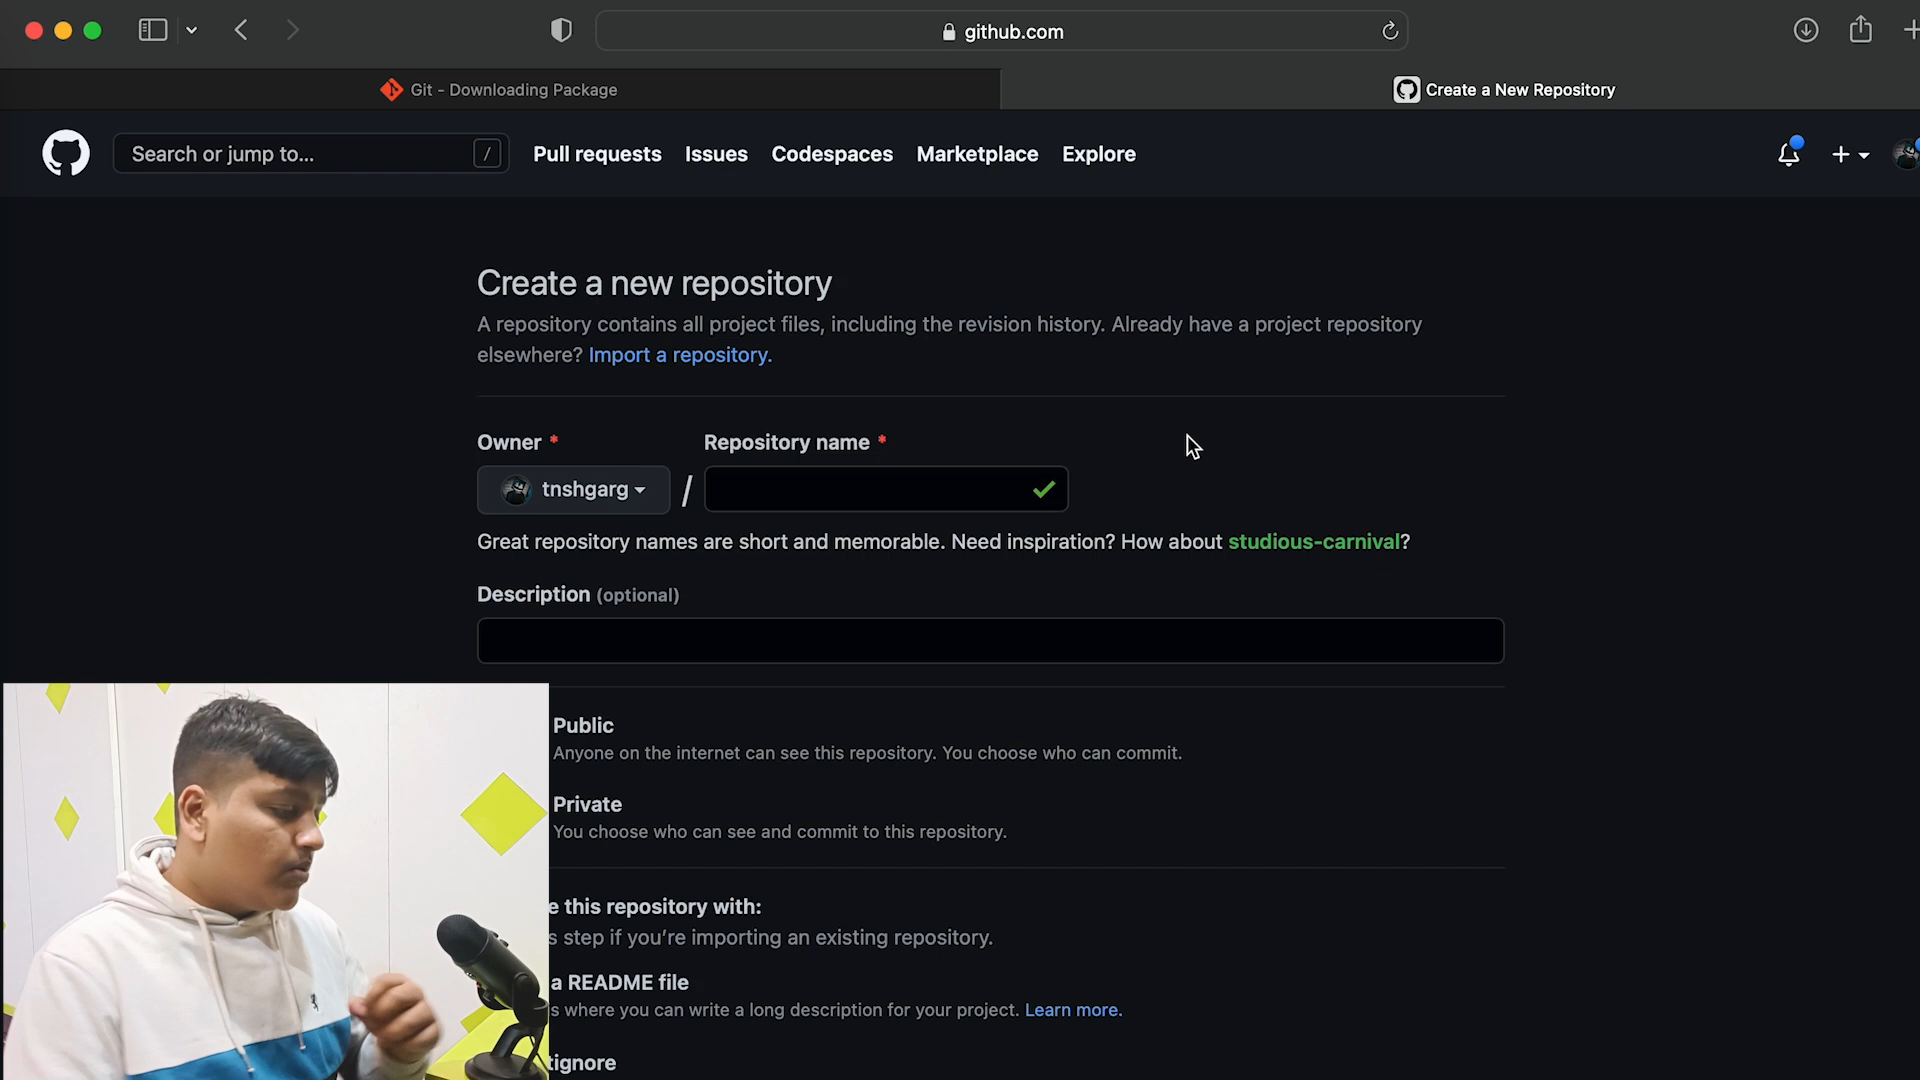 github.com
Git - Downloading Package
Create a New Repository
Search or jump to...
/
Pull requests
Issues
Codespaces
Marketplace
Explore
Create a new repository
A repository contains all project files, including the revision history. Already have a project repository
elsewhere? Import a repository.
Owner *
Repository name *
tnshgarg
/
Great repository names are short and memorable. Need inspiration? How about studious-carnival?
Description (optional)
Public
Anyone on the internet can see this repository. You choose who can commit.
Private
You choose who can see and commit to this repository.
e this repository with:
s step if you're importing an existing repository.
a README file
s where you can write a long description for your project. Learn more.
tignore